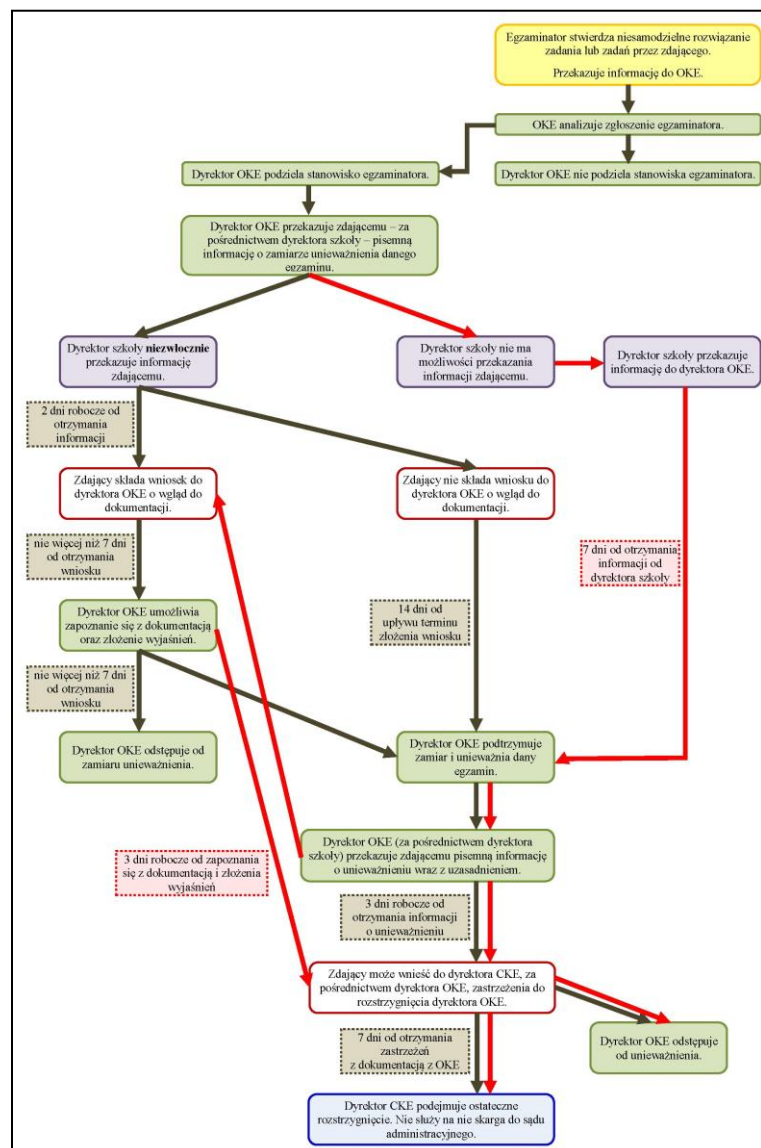 Egzaminator stwierdza niesamodzielne rozwiązanie
zadania lub zadań przez zdającego.
Przekazuje informację do OKE.
OKE analizuje zgłoszenie egzaminatora.
Dyrektor OKE podziela stanowisko egzaminatora.
Dyrektor OKE nie podziela stanowiska egzaminatora.
Dyrektor OKE przekazuje zdającemu – za
pośrednictwem dyrektora szkoły – pisemną
informację o zamiarze unieważnienia danego
egzaminu.
Dyrektor szkoły niezwłocznie
przekazuje informację
zdającemu.
Dyrektor szkoły nie ma
możliwości przekazania
informacji zdającemu.
Dyrektor szkoły przekazuje
informację do dyrektora OKE.
2 dni robocze od
otrzymania
informacji
Zdający składa wniosek do
dyrektora OKE o wgląd do
dokumentacji.
Zdający nie składa wniosku do
dyrektora OKE o wgląd do
dokumentacji.
nie więcej niż 7 dni
od otrzymania
wniosku
7 dni od otrzymania
informacji od
dyrektora szkoły
Dyrektor OKE umożliwia
zapoznanie się z dokumentacją
oraz złożenie wyjaśnień.
14 dni od
upływu terminu
złożenia wniosku
nie więcej niż 7 dni
od otrzymania
wniosku
Dyrektor OKE odstępuje od
zamiaru unieważnienia.
Dyrektor OKE podtrzymuje
zamiar i unieważnia dany
egzamin.
3 dni robocze od zapoznania
się z dokumentacją i złożenia
wyjaśnień
Dyrektor OKE (za pośrednictwem dyrektora
szkoły) przekazuje zdającemu pisemną informację
o unieważnieniu wraz z uzasadnieniem.
3 dni robocze od
otrzymania informacji
o unieważnieniu
Zdający może wnieść do dyrektora CKE, za
pośrednictwem dyrektora OKE, zastrzeżenia do
rozstrzygnięcia dyrektora OKE.
Dyrektor OKE odstępuje
od unieważnienia.
7 dni od otrzymania
zastrzeżeń
z dokumentacją z OKE
Dyrektor CKE podejmuje ostateczne
rozstrzygnięcie. Nie służy na nie skarga do sądu
administracyjnego.